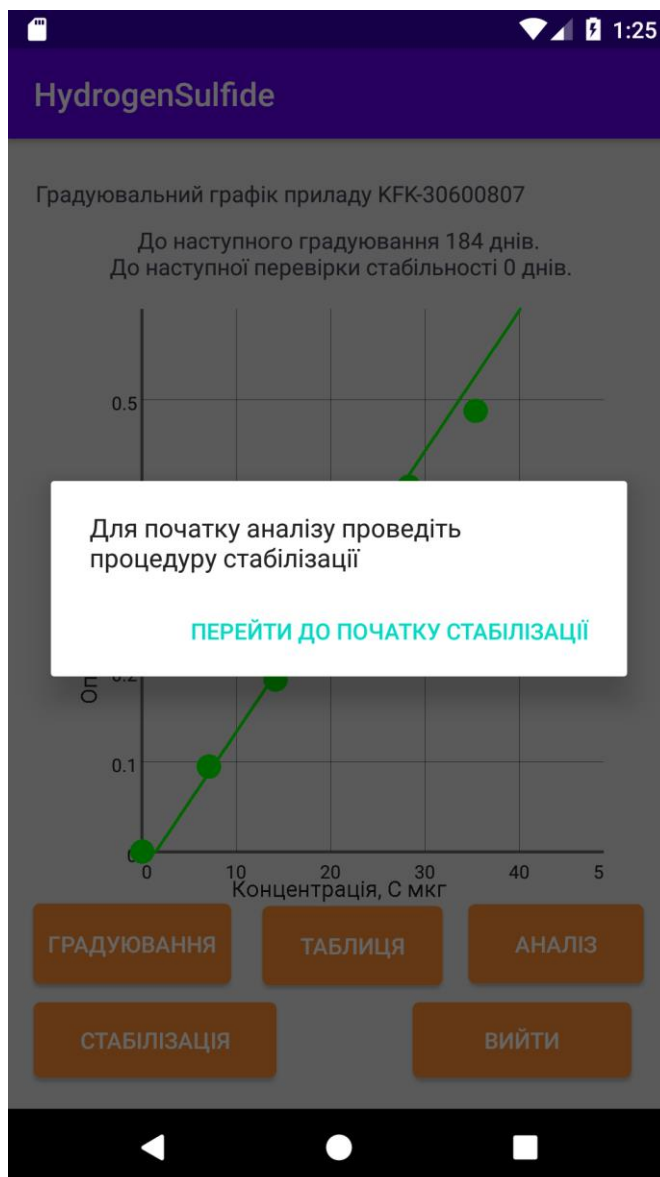 1:25
HydrogenSulfide
Градуювальний графік приладу KFK-30600807
До наступного градуювання 184 днів.
До наступної перевірки стабільності 0 днів.
0.5
Для початку аналізу проведіть
процедуру стабілізації
ПЕРЕЙТИ ДО ПОЧАТКУ СТАБІЛІЗАЦІЇ
0.2
0.1
0
0 10 20 30 40 5
Концентрація, С мкг
ГРАДУЮВАННЯ ТАБЛИЦЯ АНАЛІЗ
СТАБІЛІЗАЦІЯ ВИЙТИ